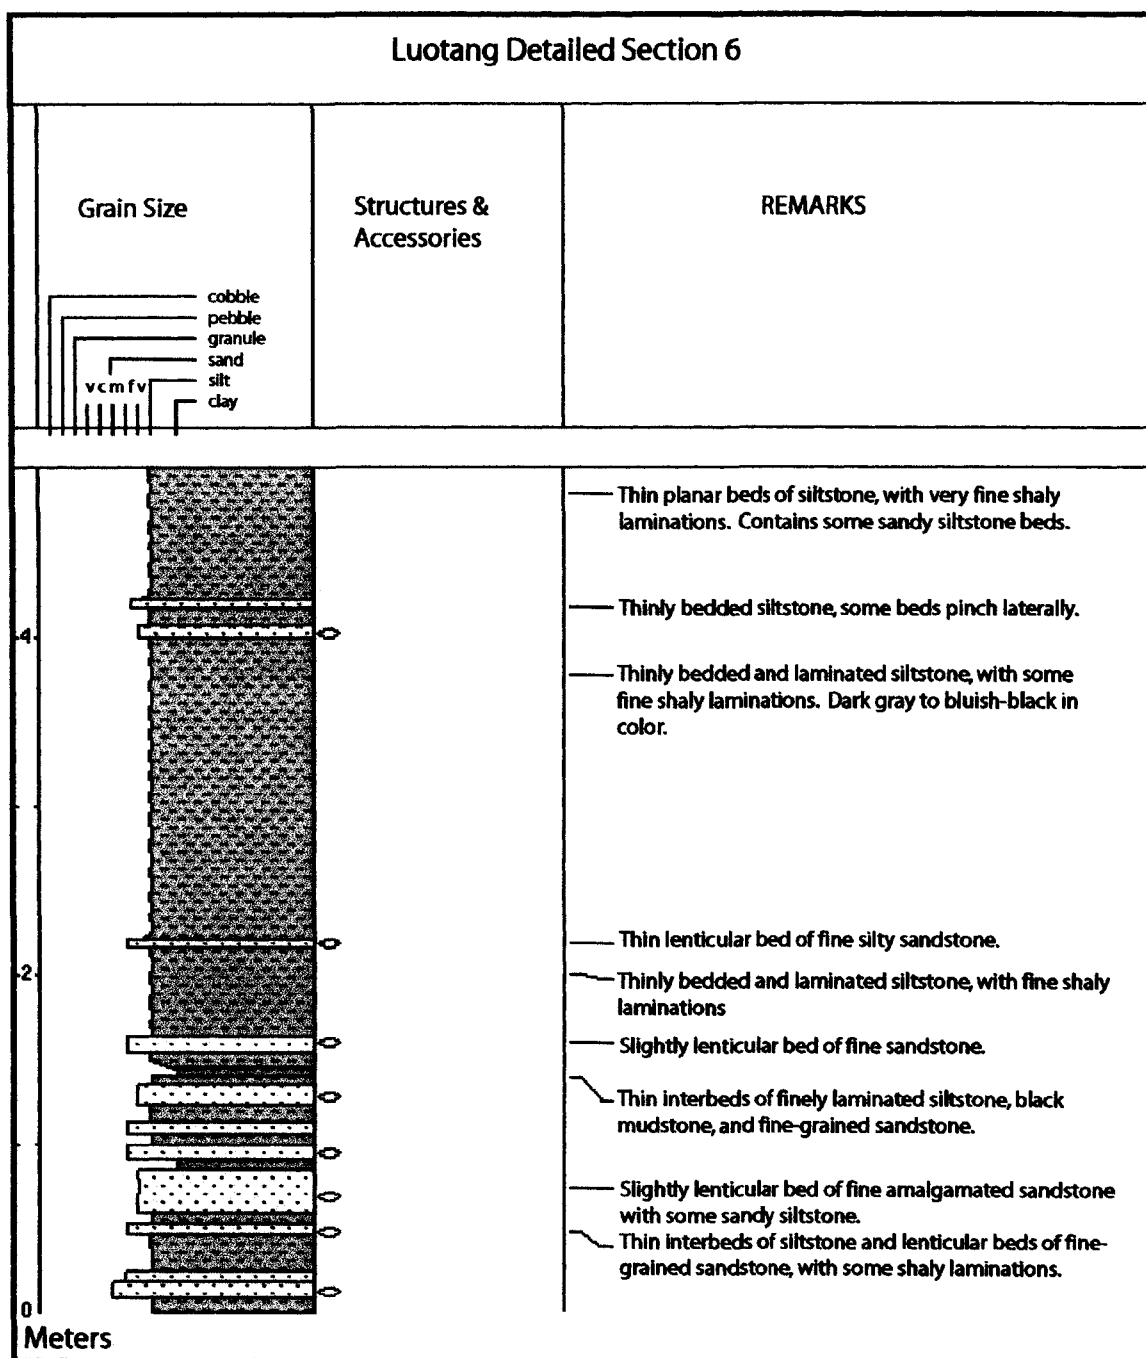 Luotang Detailed Section 6
Grain Size
Structures &
Accessories
REMARKS
cobble
pebble
granule
sand
v c m f v
silt
clay
Thin planar beds of siltstone, with very fine shaly
laminations. Contains some sandy siltstone beds.
Thinly bedded siltstone, some beds pinch laterally.
4
Thinly bedded and laminated siltstone, with some
fine shaly laminations. Dark gray to bluish-black in
color.
Thin lenticular bed of fine silty sandstone.
2
Thinly bedded and laminated siltstone, with fine shaly
laminations
Slightly lenticular bed of fine sandstone.
Thin interbeds of finely laminated siltstone, black
mudstone, and fine-grained sandstone.
Slightly lenticular bed of fine amalgamated sandstone
with some sandy siltstone.
Thin interbeds of siltstone and lenticular beds of fine-
grained sandstone, with some shaly laminations.
0
Meters